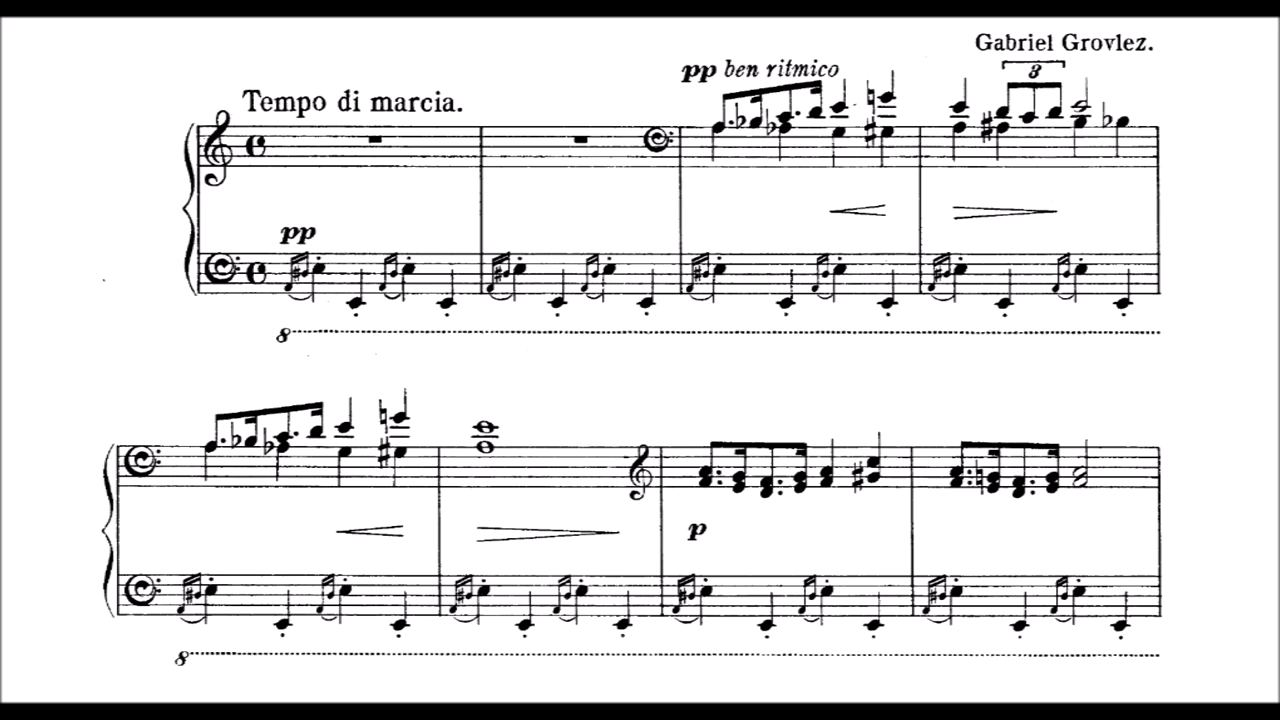 Gabriel Grovlez.
Tempo di marcia.
pp ben ritmico
3
pp
8
p
8